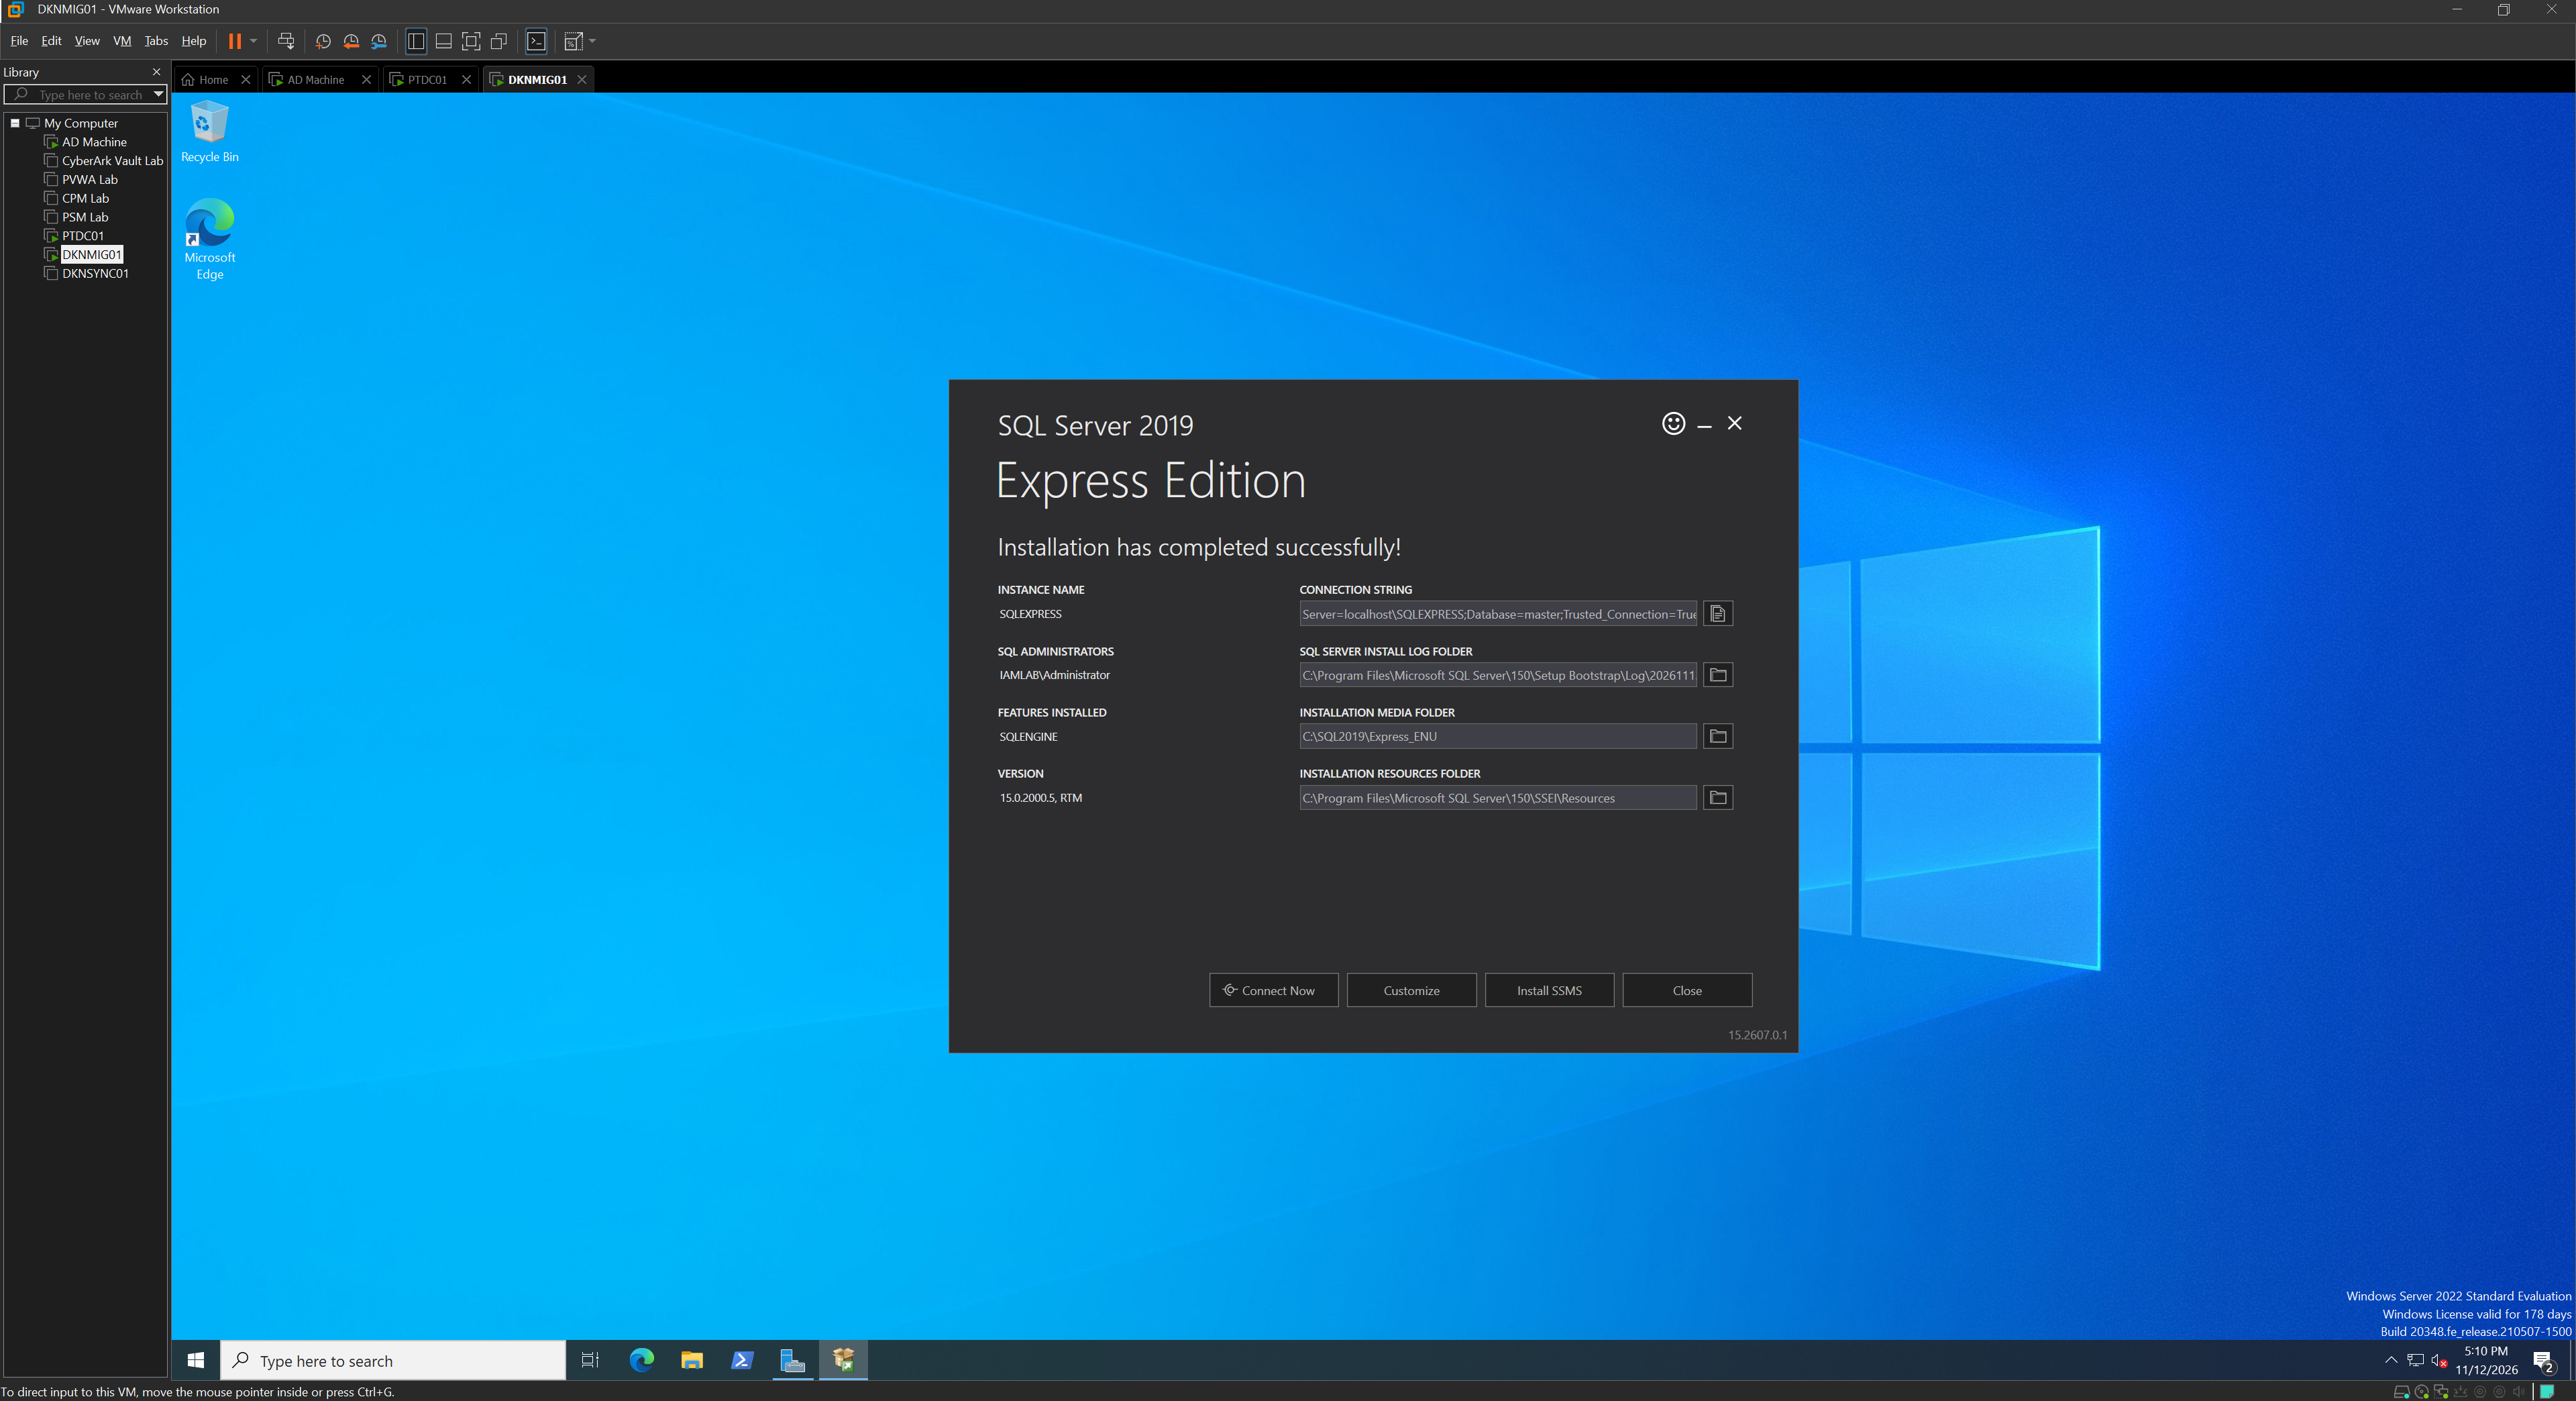 DKNMIG01 - VMware Workstation
File Edit View VM Tabs Help
Library
Type here to search
Home
AD Machine
PTDC01
DKNMIG01
My Computer
AD Machine
CyberArk Vault Lab
PVWA Lab
CPM Lab
PSM Lab
PTDC01
DKNMIG01
DKNSYNC01
Recycle Bin
Microsoft
Edge
SQL Server 2019
Express Edition
Installation has completed successfully!
INSTANCE NAME
SQLEXPRESS
CONNECTION STRING
Server=localhost\SQLEXPRESS;Database=master;Trusted_Connection=True
SQL ADMINISTRATORS
IAMLAB\Administrator
SQL SERVER INSTALL LOG FOLDER
C:\Program Files\Microsoft SQL Server\150\Setup Bootstrap\Log\2026111
FEATURES INSTALLED
SQLENGINE
INSTALLATION MEDIA FOLDER
C:\SQL2019\Express_ENU
VERSION
15.0.2000.5, RTM
INSTALLATION RESOURCES FOLDER
C:\Program Files\Microsoft SQL Server\150\SSEI\Resources
Connect Now
Customize
Install SSMS
Close
15.2607.0.1
Windows Server 2022 Standard Evaluation
Windows License valid for 178 days
Build 20348.fe_release.210507-1500
Type here to search
5:10 PM
11/12/2026
2
To direct input to this VM, move the mouse pointer inside or press Ctrl+G.